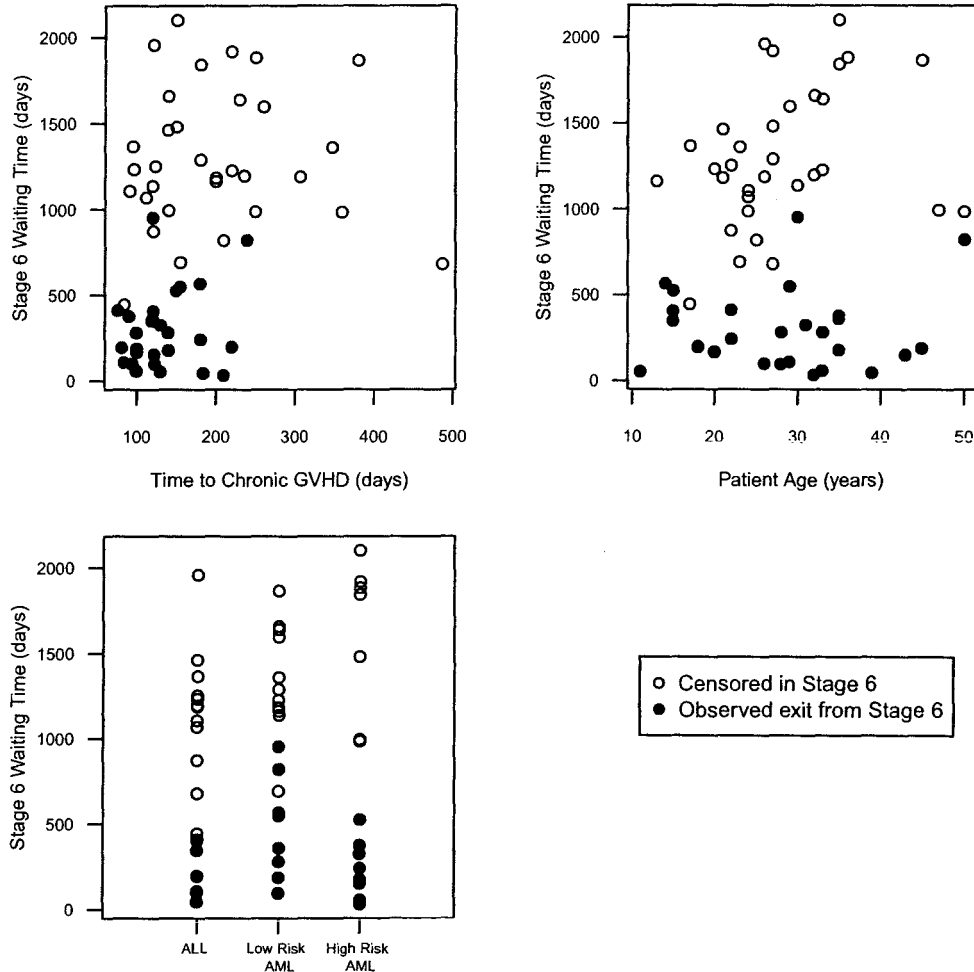 Stage 6 Waiting Time (days)
2000
1500
1000
500
0
100 200 300 400 500
Time to Chronic GVHD (days)
Stage 6 Waiting Time (days)
2000
1500
1000
500
0
10 20 30 40 50
Patient Age (years)
Stage 6 Waiting Time (days)
2000
1500
1000
500
0
ALL
Low Risk
AML
High Risk
AML
Censored in Stage 6
Observed exit from Stage 6